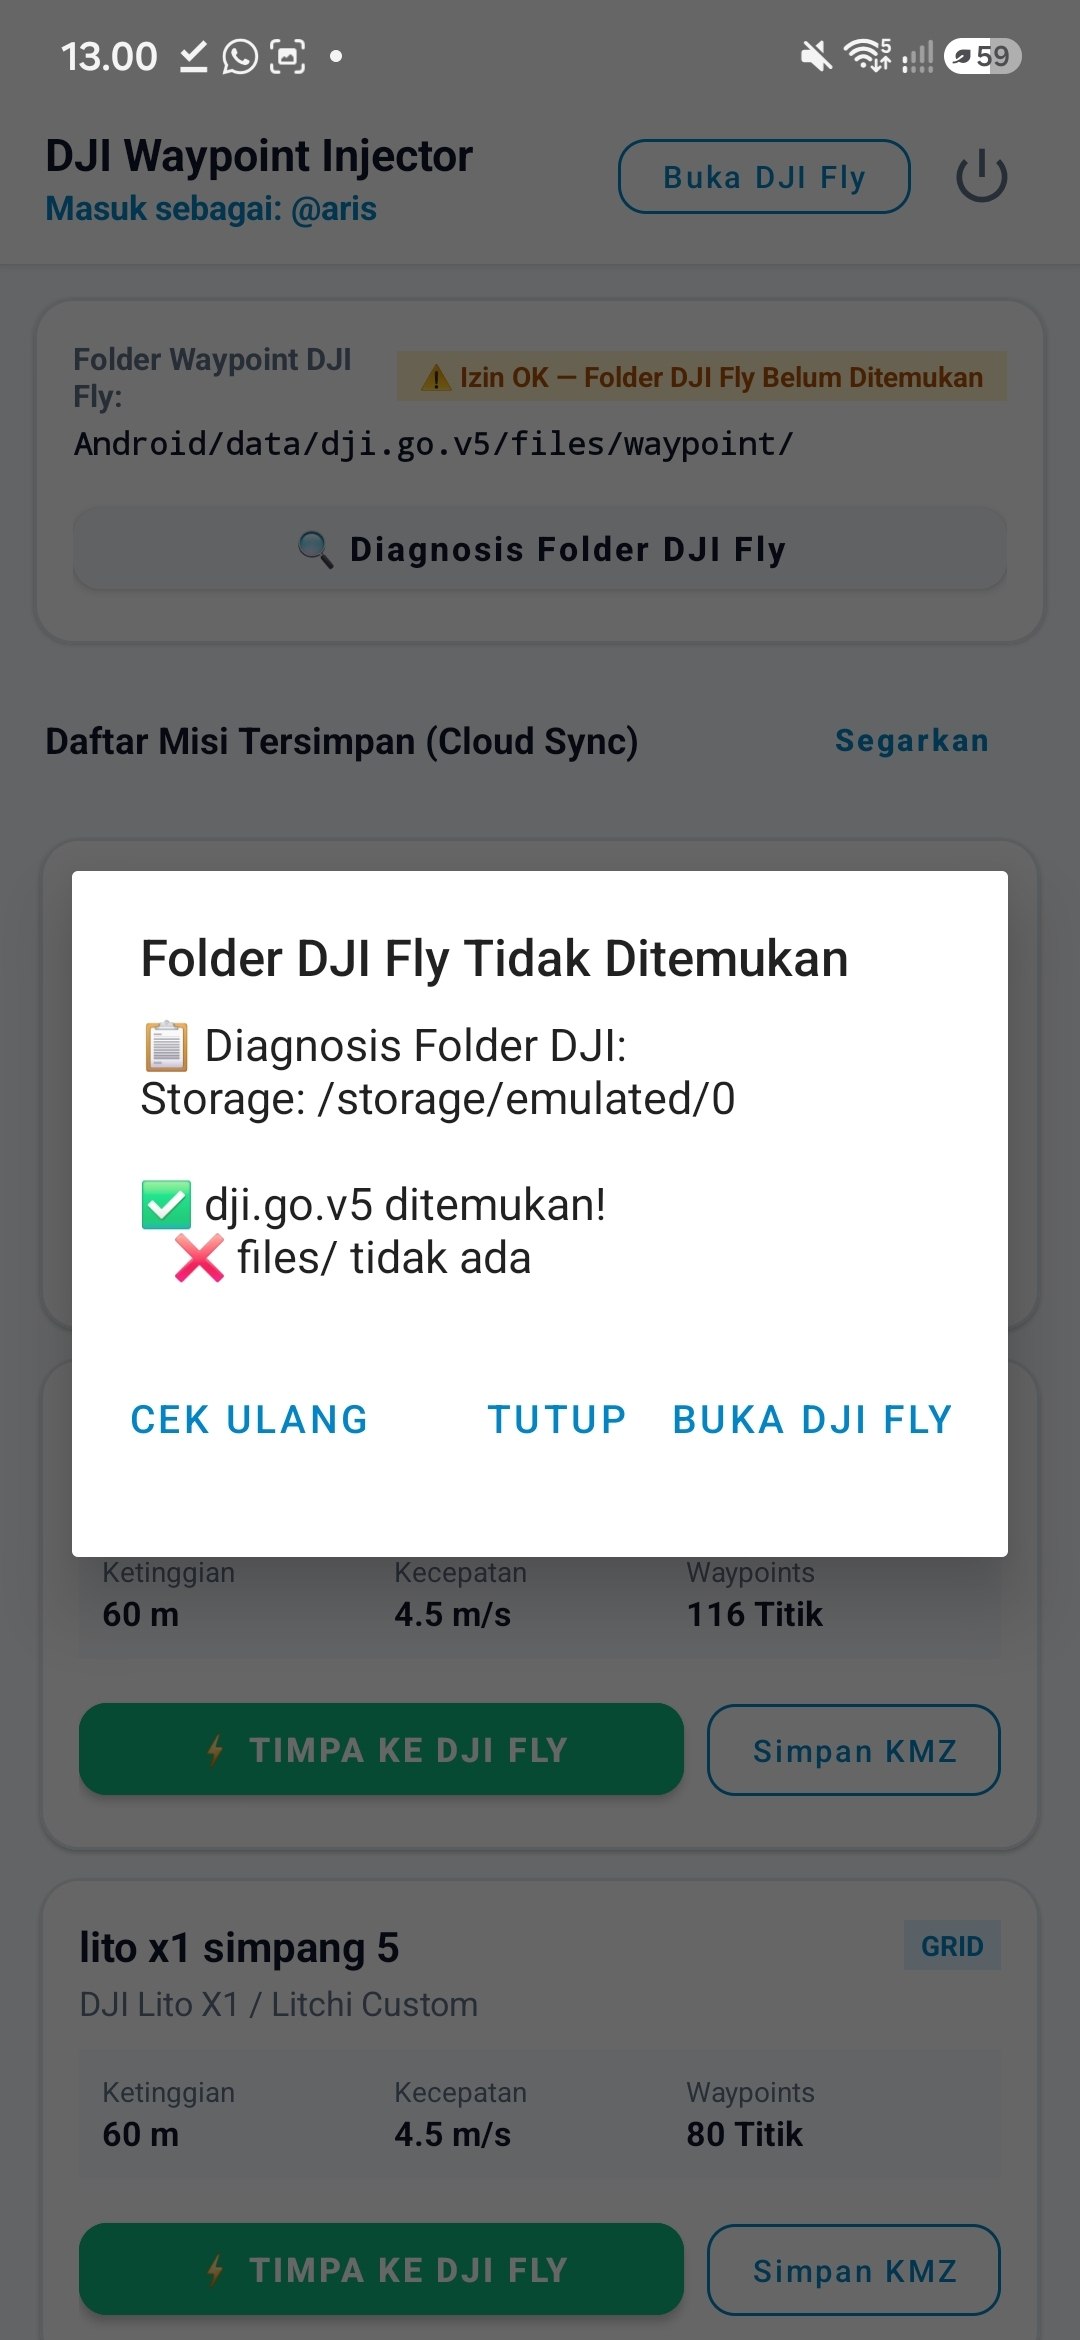 13.00
5
59
DJI Waypoint Injector
Masuk sebagai: @aris
Buka DJI Fly
Folder Waypoint DJI
Fly:
⚠️ Izin OK — Folder DJI Fly Belum Ditemukan
Android/data/dji.go.v5/files/waypoint/
🔍 Diagnosis Folder DJI Fly
Daftar Misi Tersimpan (Cloud Sync)
Segarkan
Folder DJI Fly Tidak Ditemukan
📋 Diagnosis Folder DJI:
Storage: /storage/emulated/0
✅ dji.go.v5 ditemukan!
❌ files/ tidak ada
CEK ULANG
TUTUP
BUKA DJI FLY
Ketinggian
Kecepatan
Waypoints
60 m
4.5 m/s
116 Titik
⚡ TIMPA KE DJI FLY
Simpan KMZ
lito x1 simpang 5
GRID
DJI Lito X1 / Litchi Custom
Ketinggian
Kecepatan
Waypoints
60 m
4.5 m/s
80 Titik
⚡ TIMPA KE DJI FLY
Simpan KMZ